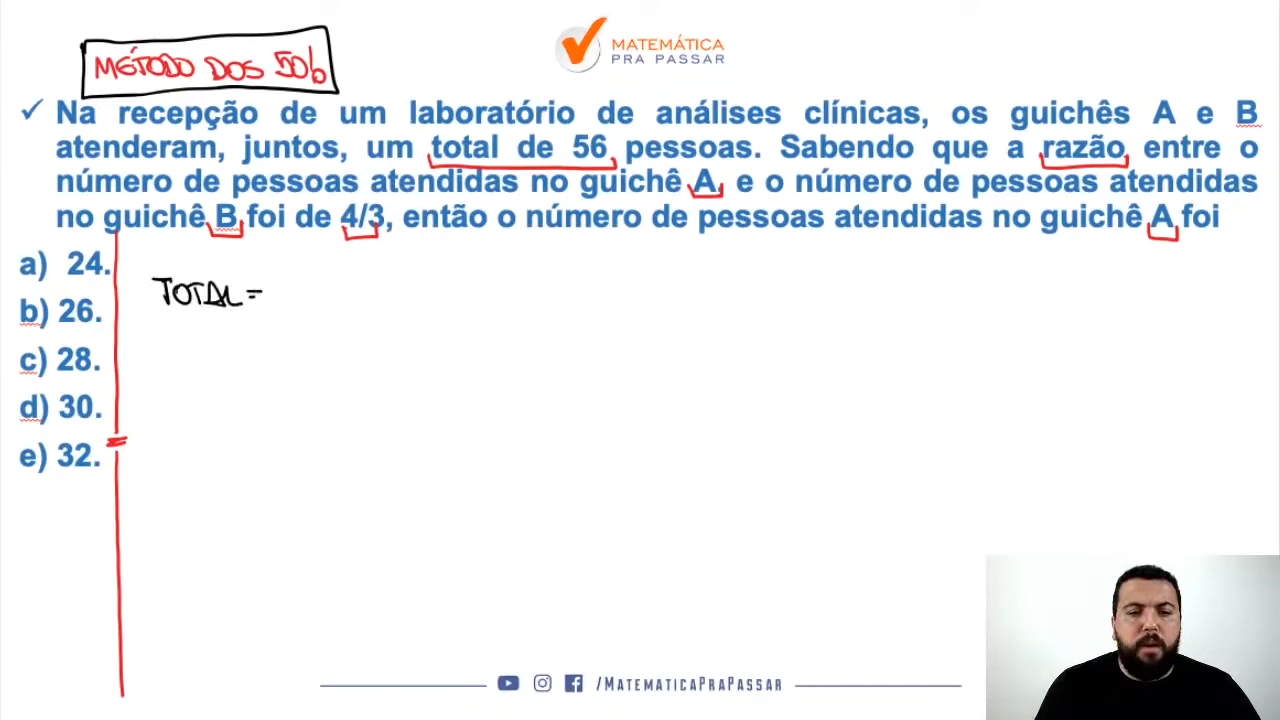 MÉTODO DOS 50%
MATEMÁTICA
PRA PASSAR
✓ Na recepção de um laboratório de análises clínicas, os guichês A e B
atenderam, juntos, um total de 56 pessoas. Sabendo que a razão entre o
número de pessoas atendidas no guichê A, e o número de pessoas atendidas
no guichê B foi de 4/3, então o número de pessoas atendidas no guichê A foi
a) 24.
TOTAL =
b) 26.
c) 28.
d) 30.
e) 32.
/MATEMATICAPRAPASSAR